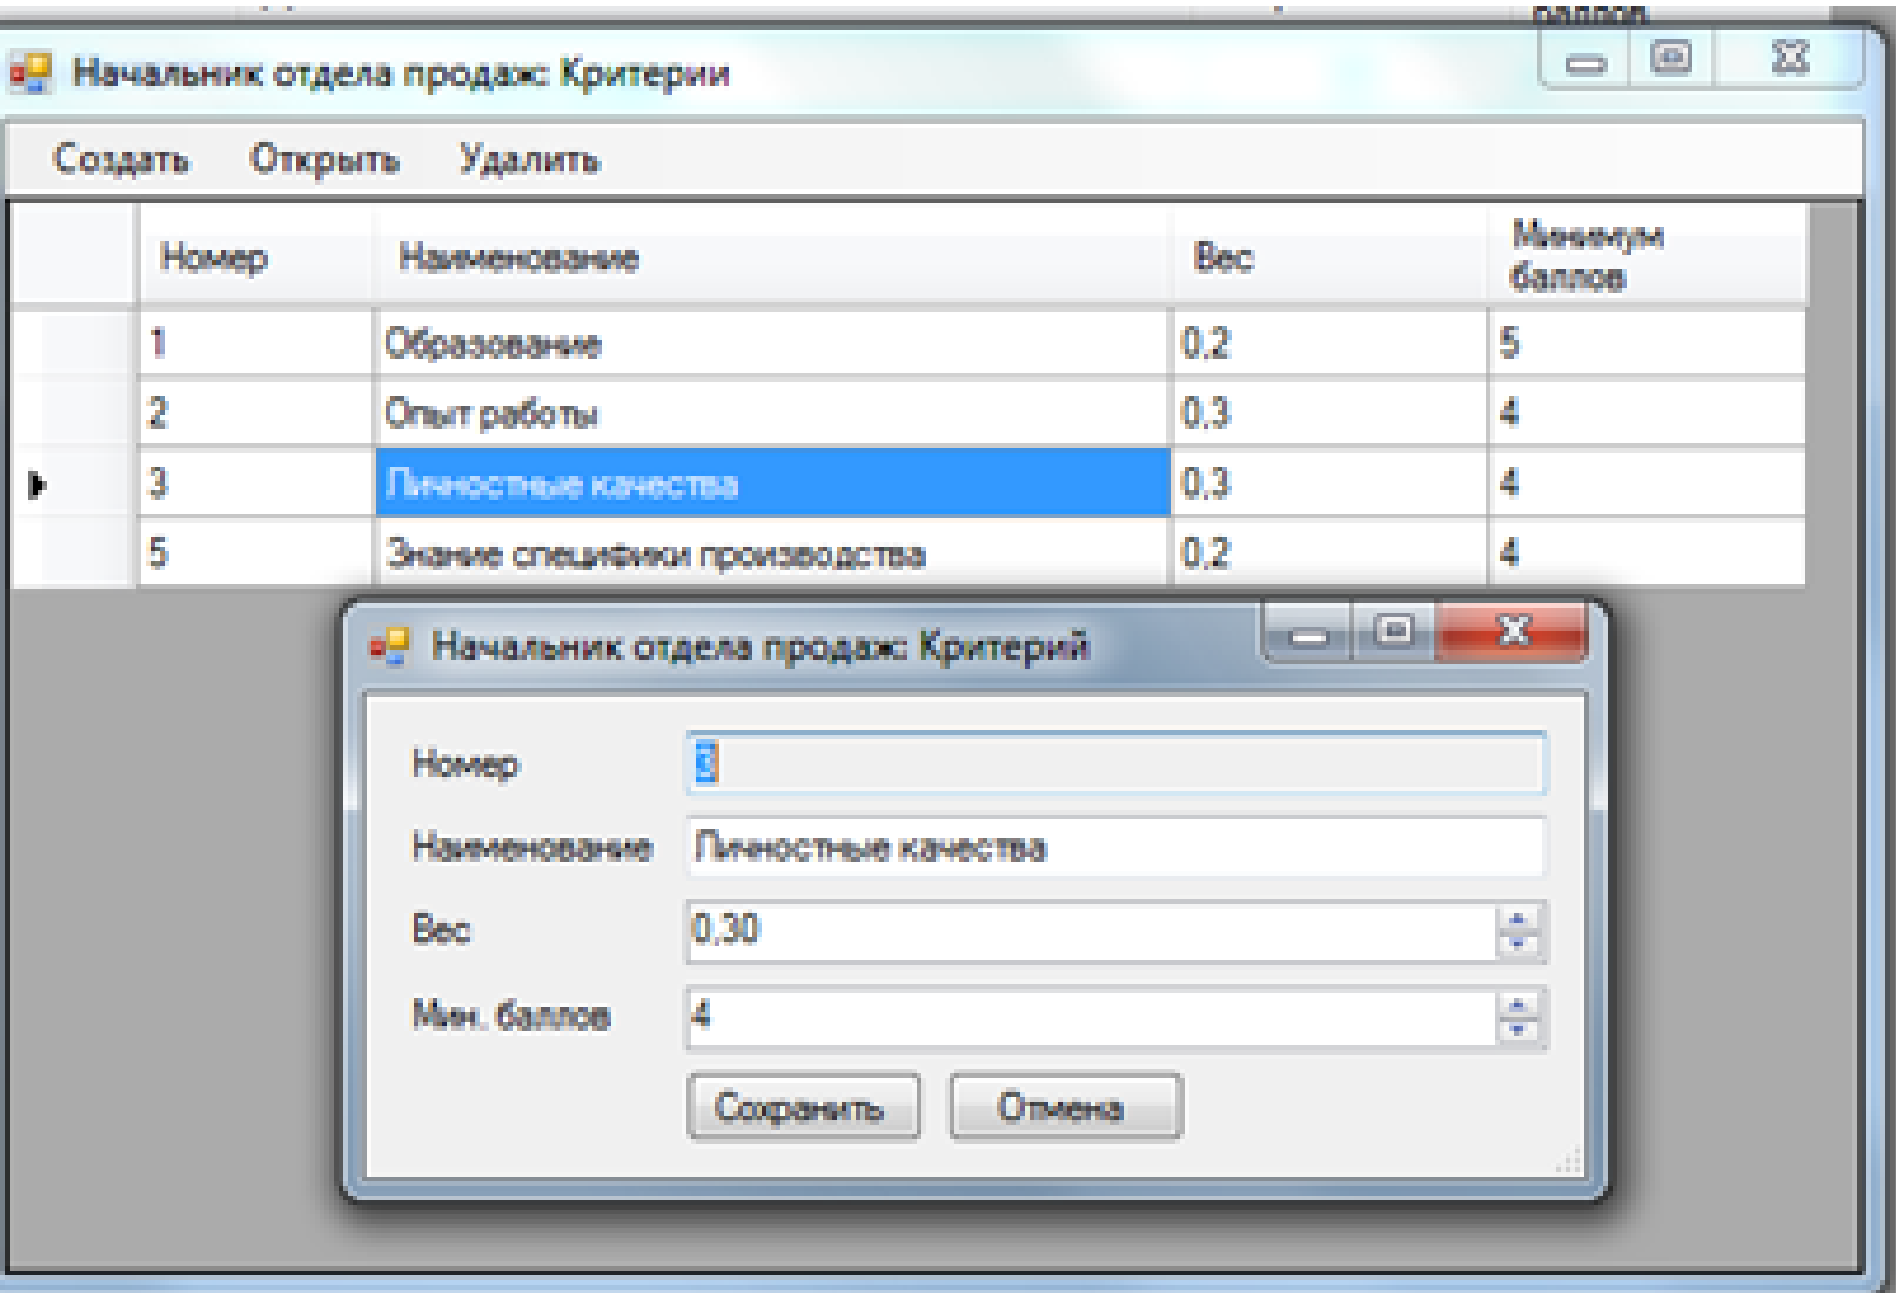 баллов
Начальник отдела продаж: Критерии
Создать Открыть Удалить
Номер Наименование Вес Минимум баллов
1 Образование 0,2 5
2 Опыт работы 0,3 4
3 Личностные качества 0,3 4
5 Знание специфики производства 0,2 4
Начальник отдела продаж: Критерий
Номер 3
Наименование Личностные качества
Вес 0,30
Мин. баллов 4
Сохранить Отмена